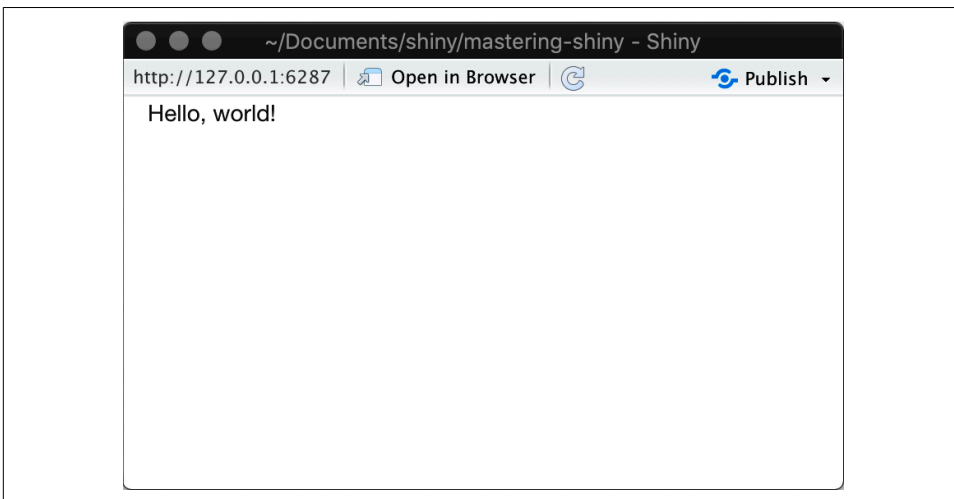 ~/Documents/shiny/mastering-shiny - Shiny
http://127.0.0.1:6287 Open in Browser Publish
Hello, world!